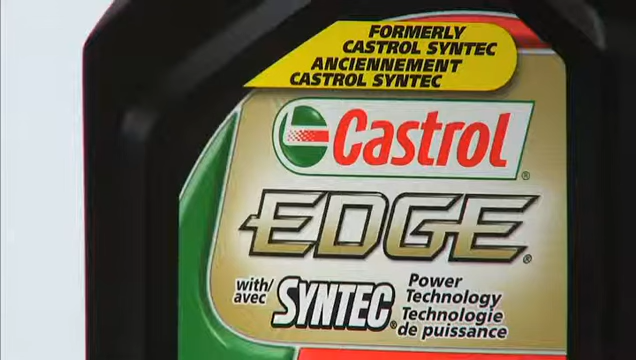 FORMERLY
CASTROL SYNTEC
ANCIENNEMENT
CASTROL SYNTEC
Castrol®
EDGE®
with/
avec
SYNTEC®
Power
Technology
Technologie
de puissance